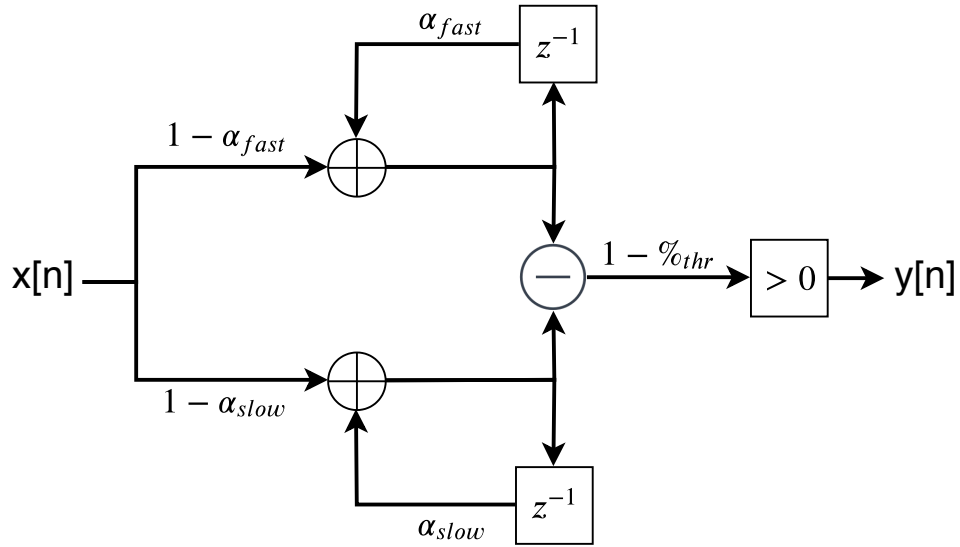 α_fast
z⁻¹
1 − α_fast
x[n]
−
1 − %_thr
> 0
y[n]
1 − α_slow
z⁻¹
α_slow